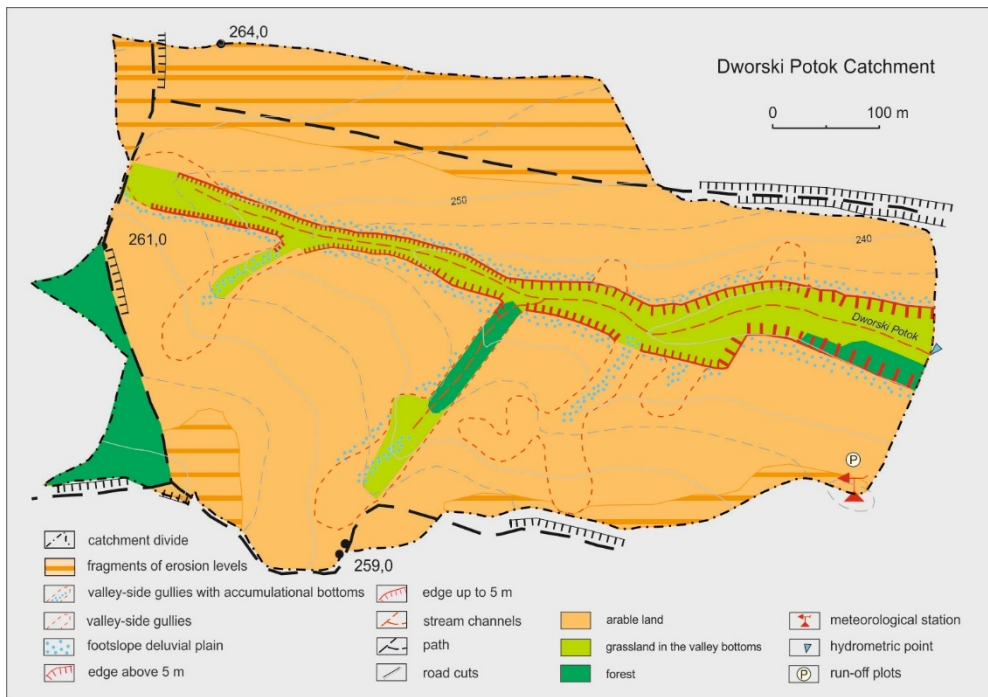 264,0
Dworski Potok Catchment
0 100 m
250
261,0
240
Dworski Potok
P
259,0
catchment divide
fragments of erosion levels
valley-side gullies with accumulational bottoms
valley-side gullies
footslope deluvial plain
edge above 5 m
edge up to 5 m
stream channels
path
road cuts
arable land
grassland in the valley bottoms
forest
meteorological station
hydrometric point
P run-off plots